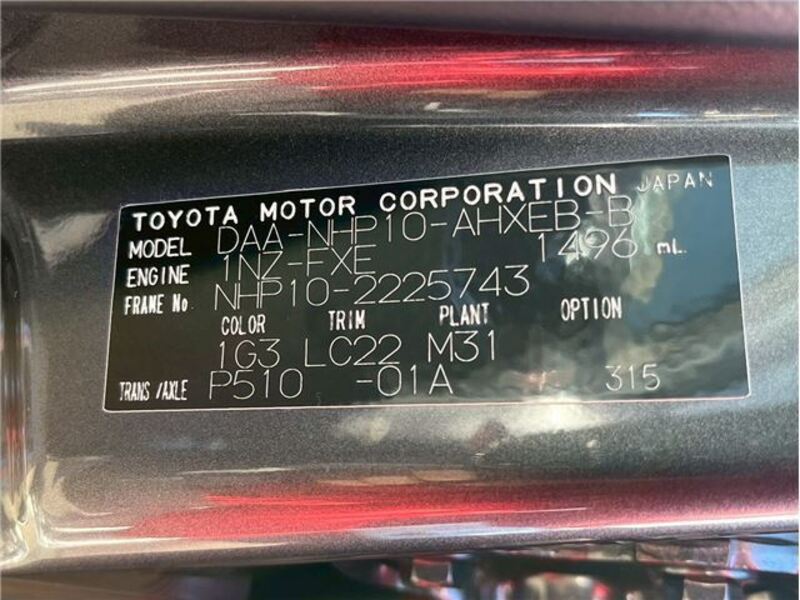 TOYOTA MOTOR CORPORATION JAPAN
MODEL DAA-NHP10-AHXEB-B
ENGINE 1NZ-FXE 1496 mL
FRAME No NHP10-2225743
COLOR TRIM PLANT OPTION
1G3 LC22 M31
TRANS/AXLE P510 -01A 315